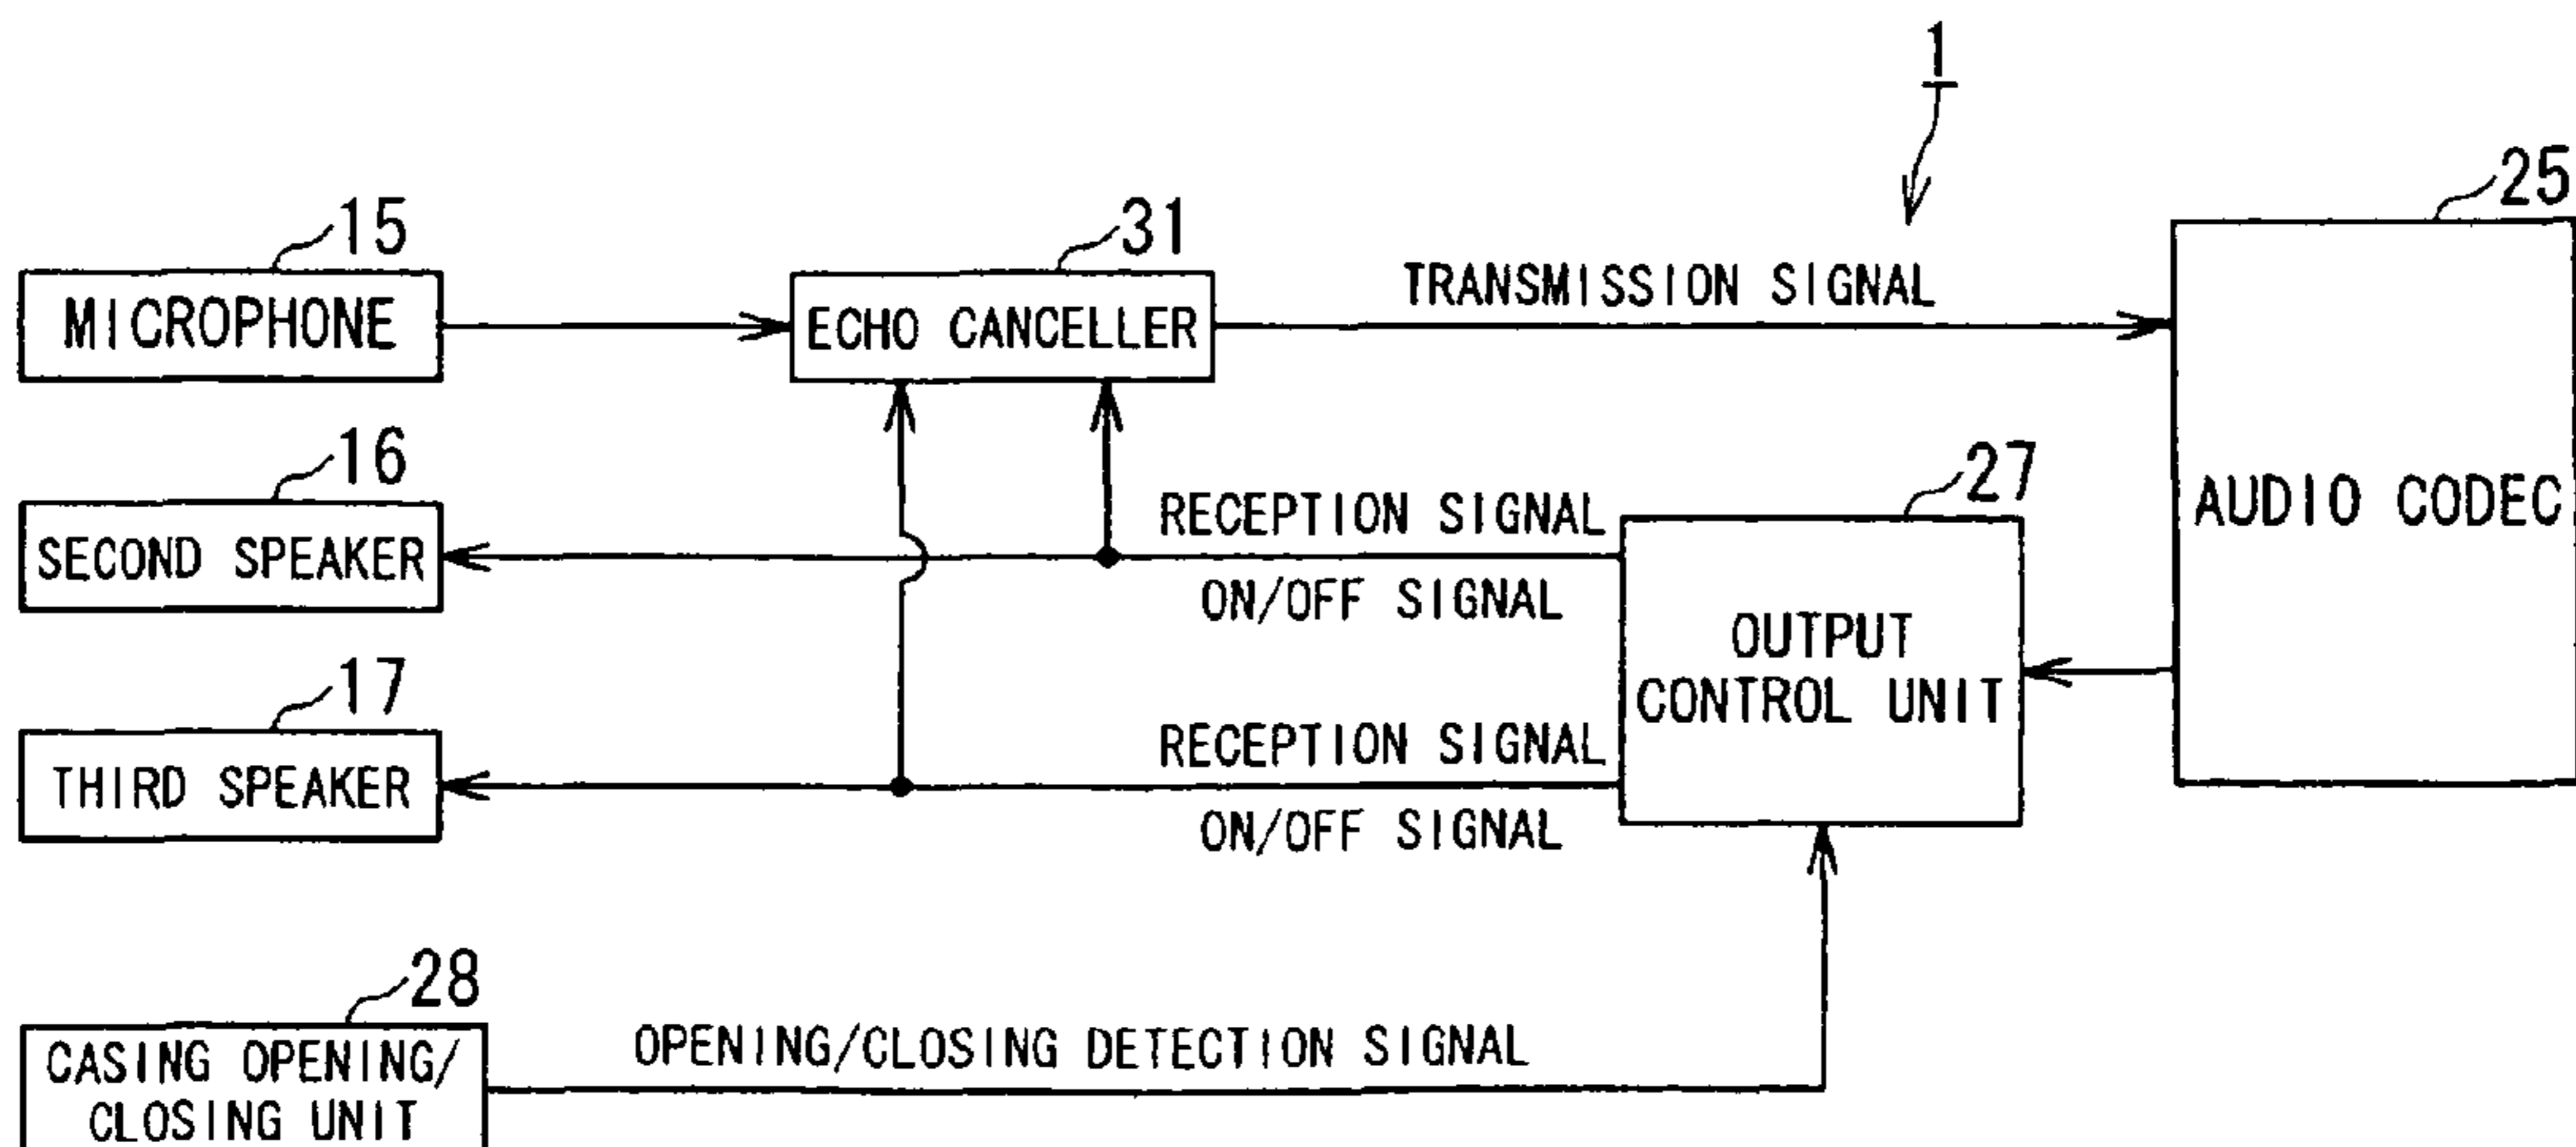 1
25
15
31
MICROPHONE
ECHO CANCELLER
TRANSMISSION SIGNAL
AUDIO CODEC
16
27
SECOND SPEAKER
RECEPTION SIGNAL
ON/OFF SIGNAL
OUTPUT
CONTROL UNIT
17
THIRD SPEAKER
RECEPTION SIGNAL
ON/OFF SIGNAL
28
CASING OPENING/
CLOSING UNIT
OPENING/CLOSING DETECTION SIGNAL